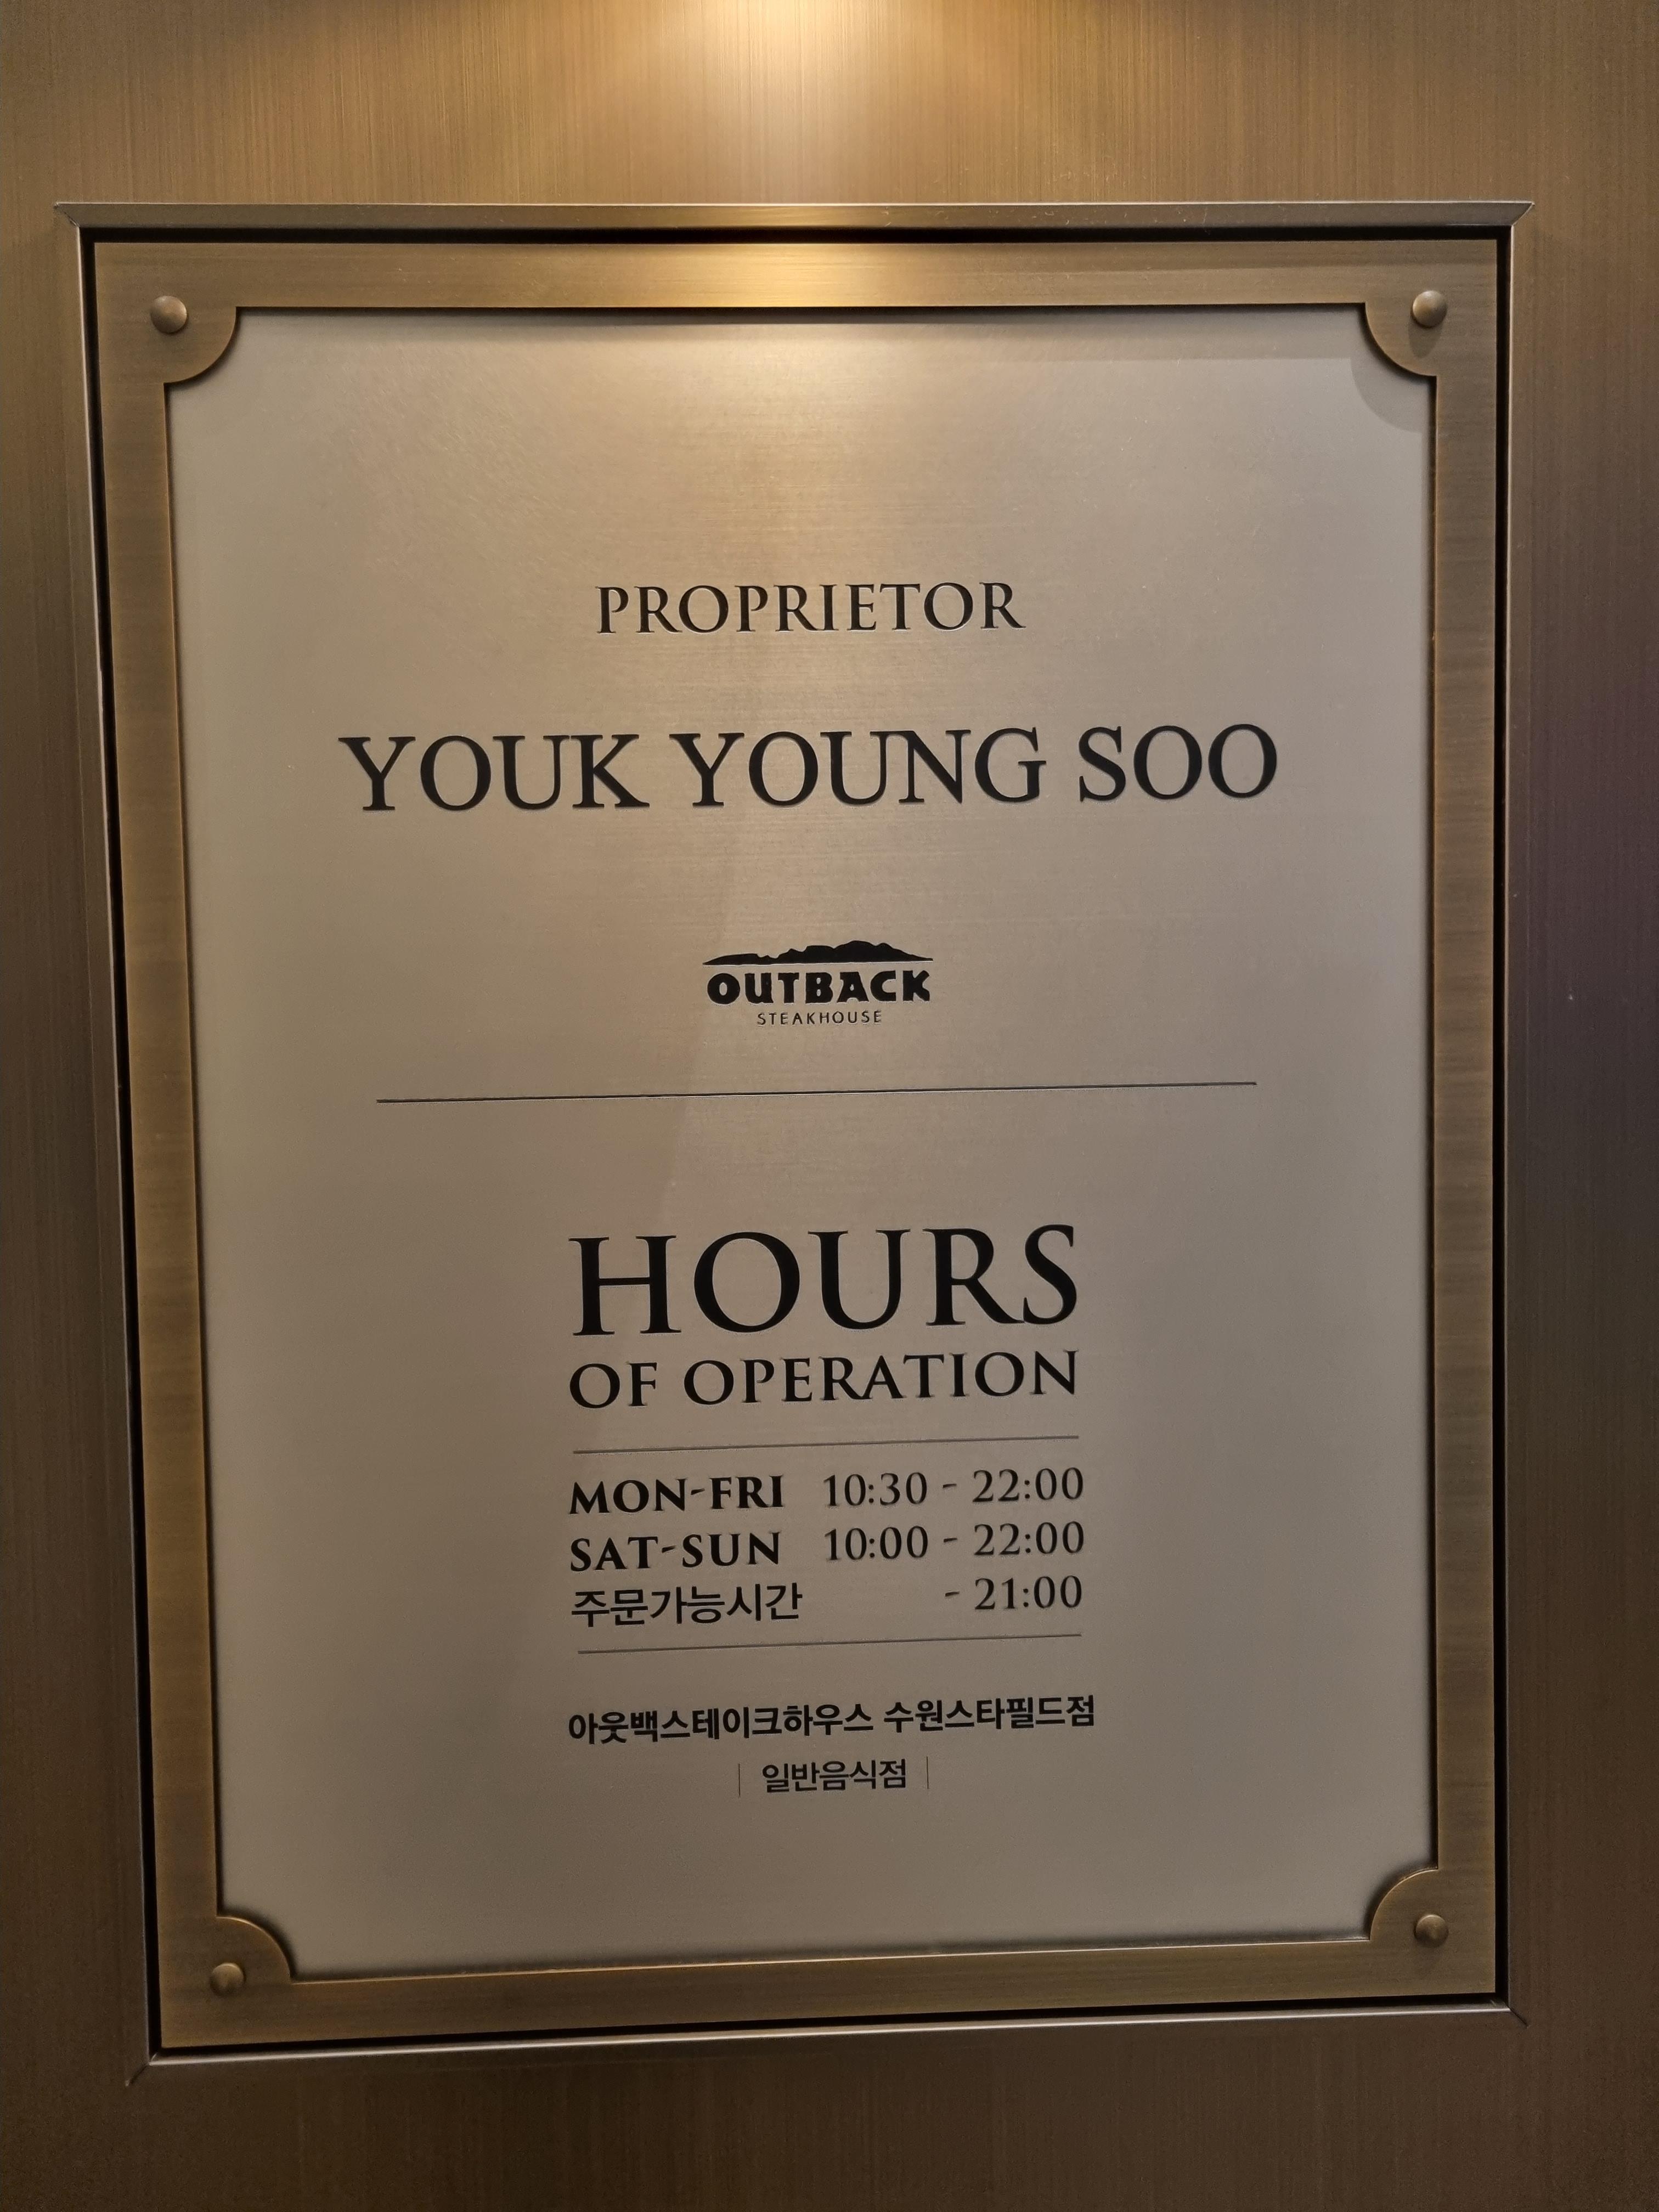 PROPRIETOR
YOUK YOUNG SOO
OUTBACK
STEAKHOUSE
HOURS
OF OPERATION
MON-FRI 10:30 - 22:00
SAT-SUN 10:00 - 22:00
주문가능시간 - 21:00
아웃백스테이크하우스 수원스타필드점
| 일반음식점 |